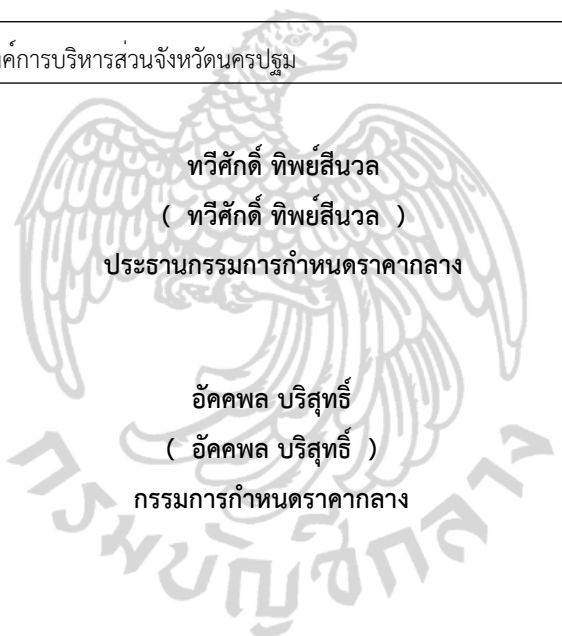 ค์การบริหารส่วนจังหวัดนครปฐม
ทวีศักดิ์ ทิพย์สีนวล
( ทวีศักดิ์ ทิพย์สีนวล )
ประธานกรรมการกำหนดราคากลาง
อัคคพล บริสุทธิ์
( อัคคพล บริสุทธิ์ )
กรรมการกำหนดราคากลาง
กรมบัญชีกลาง